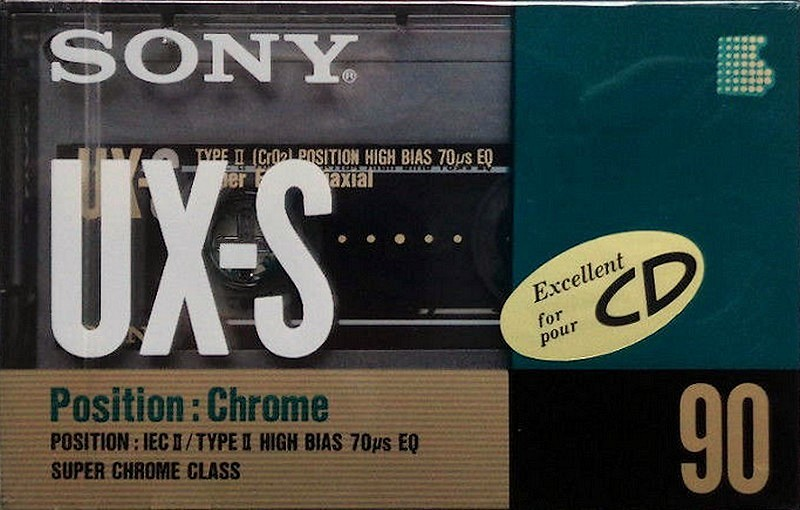 SONY®
TYPE II (CrO2) POSITION HIGH BIAS 70µs EQ
UX-S
Excellent
for
pour
CD
Position : Chrome
POSITION : IEC II / TYPE II HIGH BIAS 70µs EQ
SUPER CHROME CLASS
90